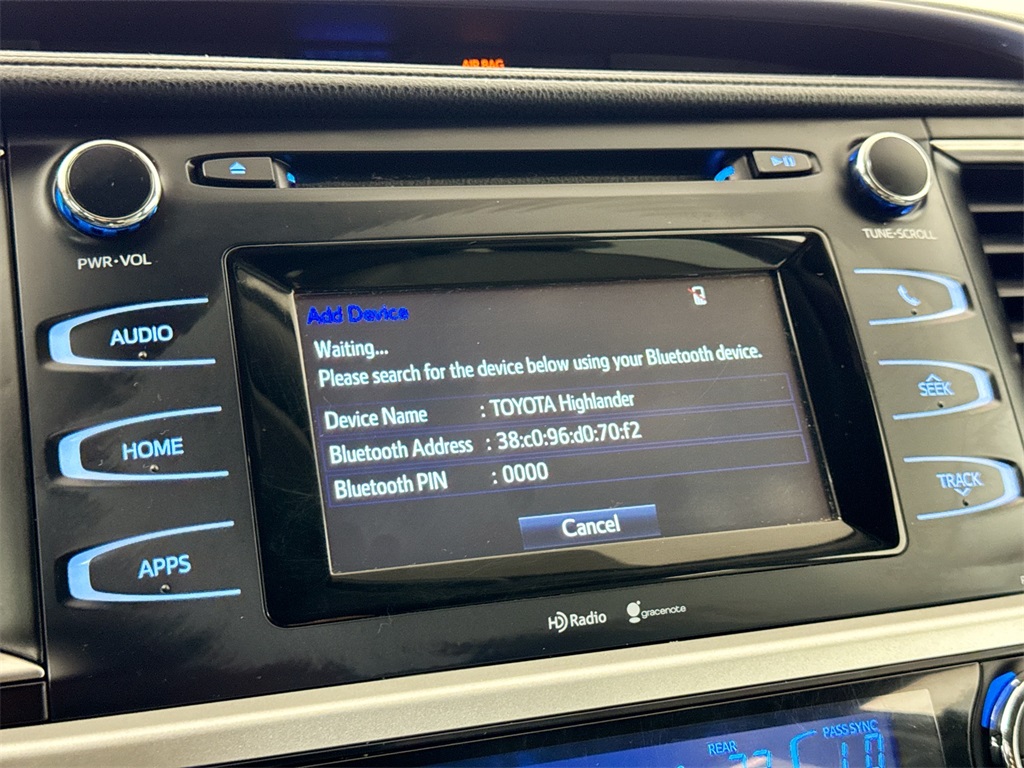 AIR BAG
PWR•VOL
TUNE•SCROLL
AUDIO
HOME
APPS
SEEK
TRACK
Add Device
Waiting...
Please search for the device below using your Bluetooth device.
Device Name : TOYOTA Highlander
Bluetooth Address : 38:c0:96:d0:70:f2
Bluetooth PIN : 0000
Cancel
HD Radio gracenote
REAR
PASS SYNC